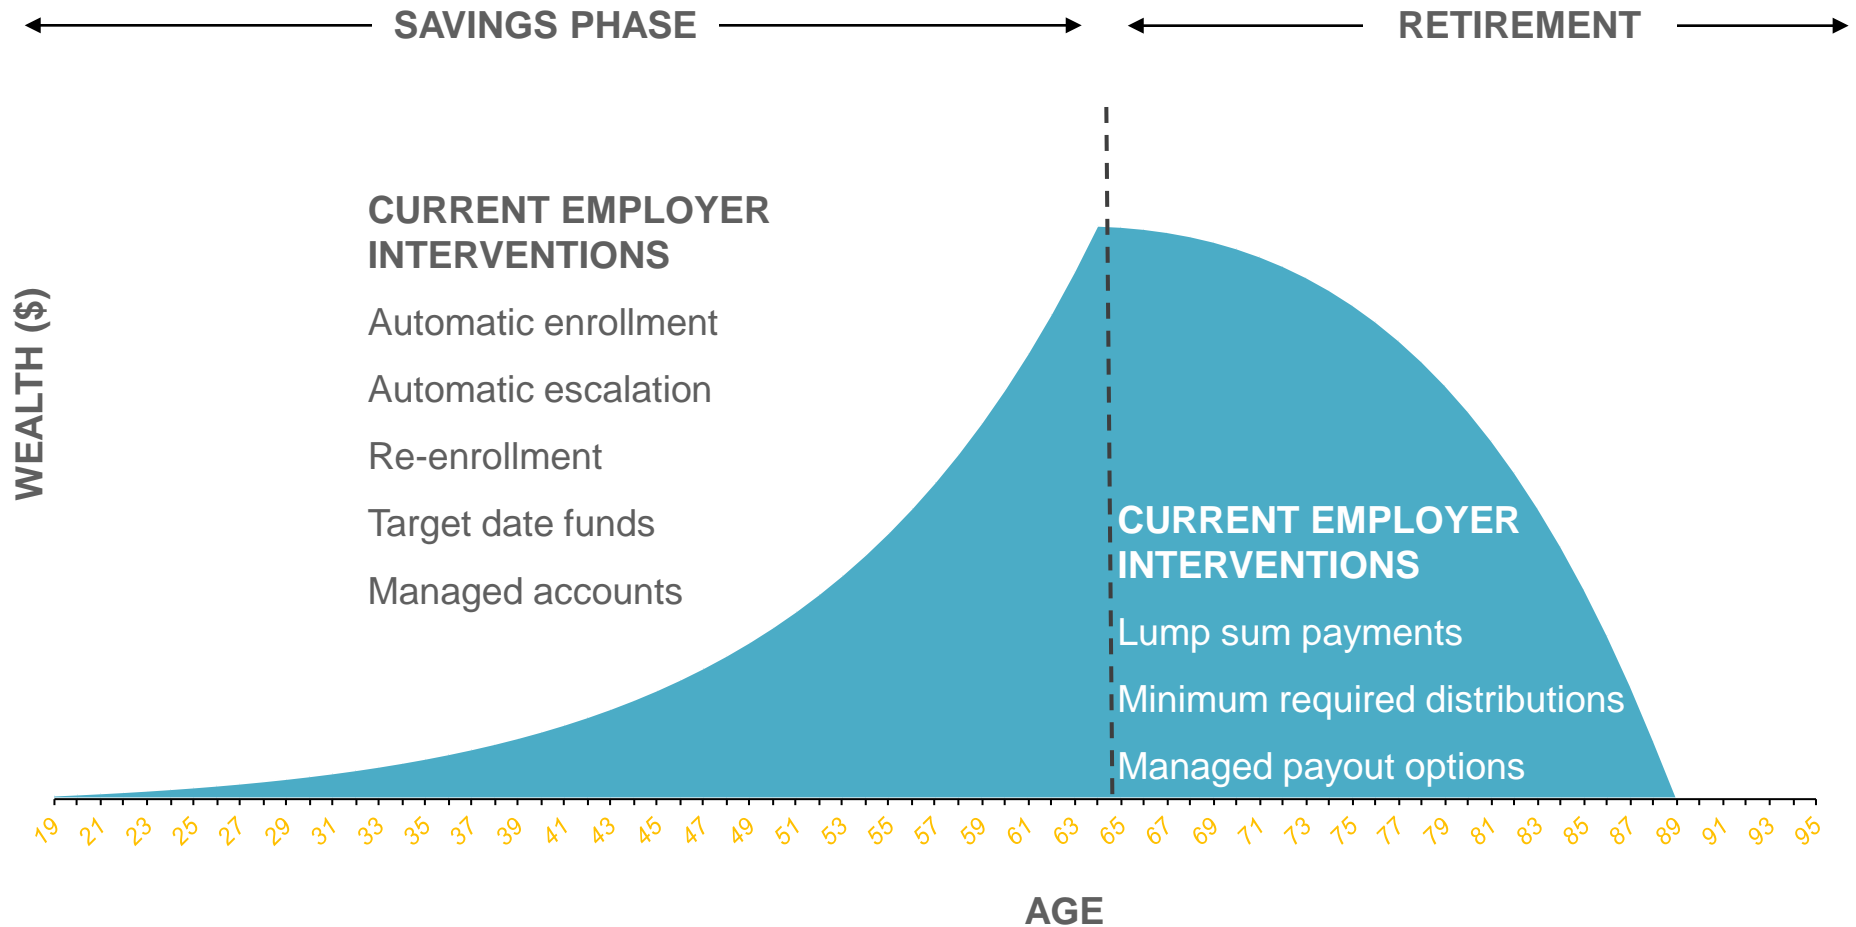 SAVINGS PHASE
RETIREMENT
CURRENT EMPLOYER
INTERVENTIONS
Automatic enrollment
Automatic escalation
Re-enrollment
Target date funds
Managed accounts
WEALTH ($)
CURRENT EMPLOYER
INTERVENTIONS
Lump sum payments
Minimum required distributions
Managed payout options
19 21 23 25 27 29 31 33 35 37 39 41 43 45 47 49 51 53 55 57 59 61 63 65 67 69 71 73 75 77 79 81 83 85 87 89 91 93 95
AGE